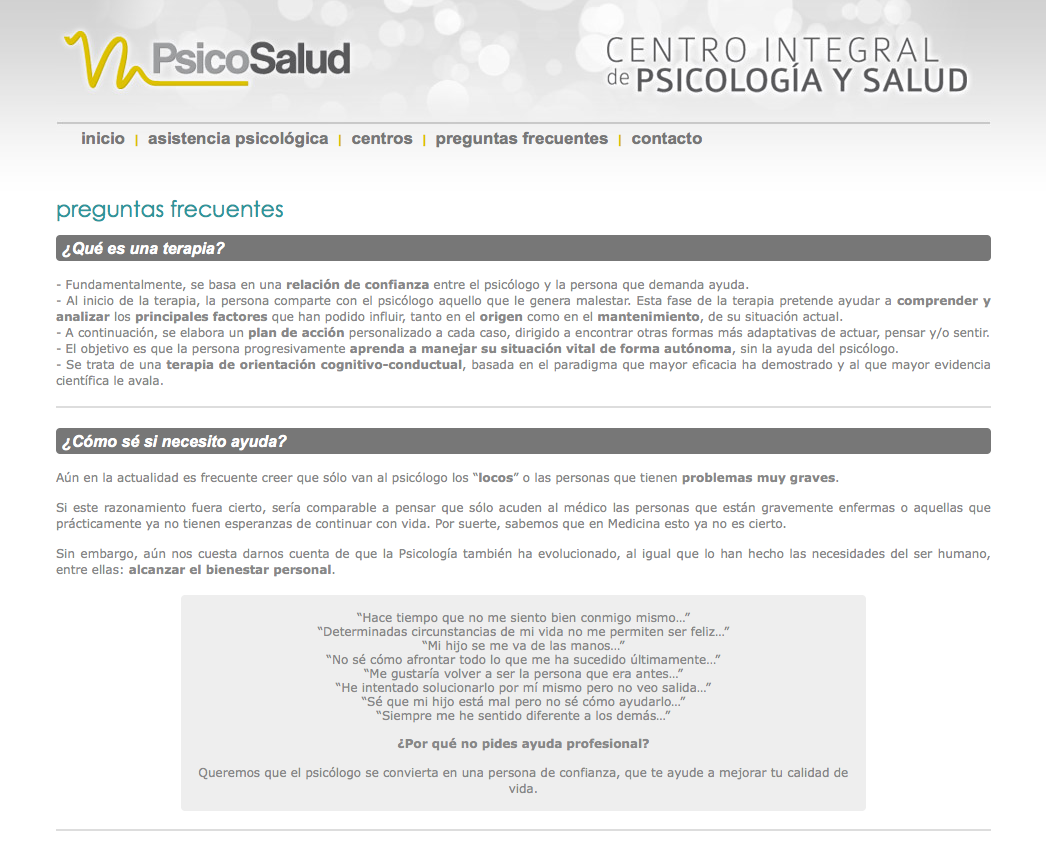 PsicoSalud
CENTRO INTEGRAL
de PSICOLOGÍA Y SALUD
inicio | asistencia psicológica | centros | preguntas frecuentes | contacto
preguntas frecuentes
¿Qué es una terapia?
- Fundamentalmente, se basa en una relación de confianza entre el psicólogo y la persona que demanda ayuda.
- Al inicio de la terapia, la persona comparte con el psicólogo aquello que le genera malestar. Esta fase de la terapia pretende ayudar a comprender y
analizar los principales factores que han podido influir, tanto en el origen como en el mantenimiento, de su situación actual.
- A continuación, se elabora un plan de acción personalizado a cada caso, dirigido a encontrar otras formas más adaptativas de actuar, pensar y/o sentir.
- El objetivo es que la persona progresivamente aprenda a manejar su situación vital de forma autónoma, sin la ayuda del psicólogo.
- Se trata de una terapia de orientación cognitivo-conductual, basada en el paradigma que mayor eficacia ha demostrado y al que mayor evidencia
científica le avala.
¿Cómo sé si necesito ayuda?
Aún en la actualidad es frecuente creer que sólo van al psicólogo los “locos” o las personas que tienen problemas muy graves.
Si este razonamiento fuera cierto, sería comparable a pensar que sólo acuden al médico las personas que están gravemente enfermas o aquellas que
prácticamente ya no tienen esperanzas de continuar con vida. Por suerte, sabemos que en Medicina esto ya no es cierto.
Sin embargo, aún nos cuesta darnos cuenta de que la Psicología también ha evolucionado, al igual que lo han hecho las necesidades del ser humano,
entre ellas: alcanzar el bienestar personal.
“Hace tiempo que no me siento bien conmigo mismo…”
“Determinadas circunstancias de mi vida no me permiten ser feliz…”
“Mi hijo se me va de las manos…”
“No sé cómo afrontar todo lo que me ha sucedido últimamente…”
“Me gustaría volver a ser la persona que era antes…”
“He intentado solucionarlo por mí mismo pero no veo salida…”
“Sé que mi hijo está mal pero no sé cómo ayudarlo…”
“Siempre me he sentido diferente a los demás…”
¿Por qué no pides ayuda profesional?
Queremos que el psicólogo se convierta en una persona de confianza, que te ayude a mejorar tu calidad de
vida.